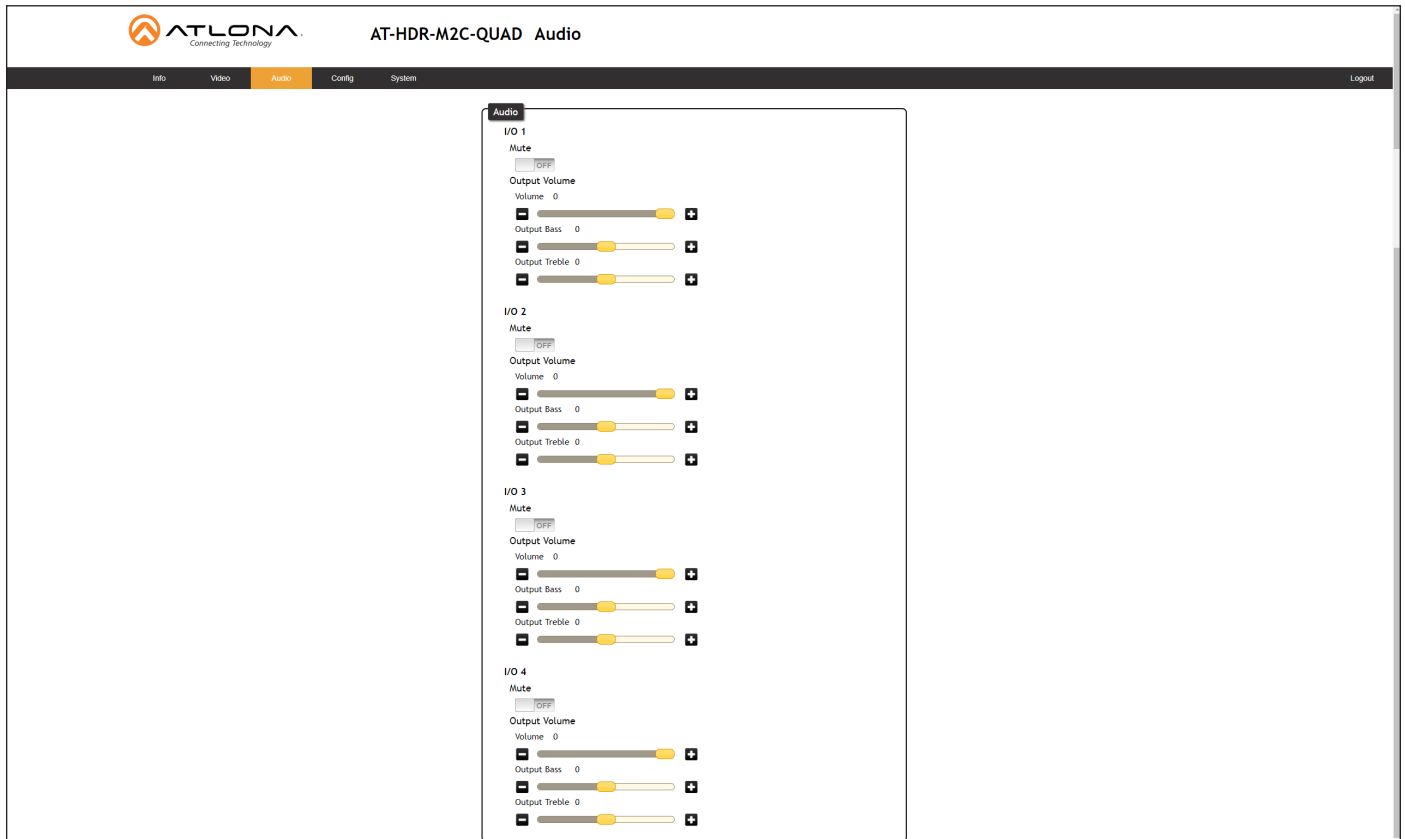 ATLONA.
Connecting Technology
AT-HDR-M2C-QUAD Audio
Info Video Audio Config System Logout
Audio
I/O 1
Mute
OFF
Output Volume
Volume 0
Output Bass 0
Output Treble 0
I/O 2
Mute
OFF
Output Volume
Volume 0
Output Bass 0
Output Treble 0
I/O 3
Mute
OFF
Output Volume
Volume 0
Output Bass 0
Output Treble 0
I/O 4
Mute
OFF
Output Volume
Volume 0
Output Bass 0
Output Treble 0